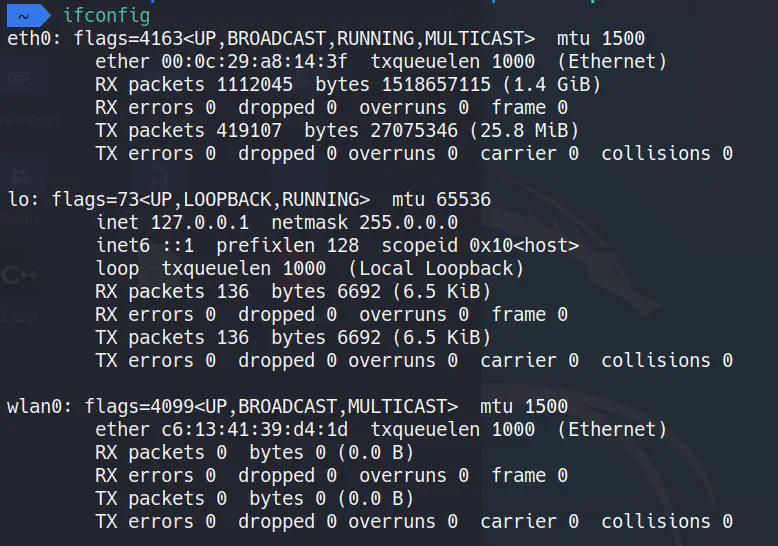 ~ ifconfig
eth0: flags=4163<UP,BROADCAST,RUNNING,MULTICAST>  mtu 1500
        ether 00:0c:29:a8:14:3f  txqueuelen 1000  (Ethernet)
        RX packets 1112045  bytes 1518657115 (1.4 GiB)
        RX errors 0  dropped 0  overruns 0  frame 0
        TX packets 419107  bytes 27075346 (25.8 MiB)
        TX errors 0  dropped 0 overruns 0  carrier 0  collisions 0
lo: flags=73<UP,LOOPBACK,RUNNING>  mtu 65536
        inet 127.0.0.1  netmask 255.0.0.0
        inet6 ::1  prefixlen 128  scopeid 0x10<host>
        loop  txqueuelen 1000  (Local Loopback)
        RX packets 136  bytes 6692 (6.5 KiB)
        RX errors 0  dropped 0  overruns 0  frame 0
        TX packets 136  bytes 6692 (6.5 KiB)
        TX errors 0  dropped 0 overruns 0  carrier 0  collisions 0
wlan0: flags=4099<UP,BROADCAST,MULTICAST>  mtu 1500
        ether c6:13:41:39:d4:1d  txqueuelen 1000  (Ethernet)
        RX packets 0  bytes 0 (0.0 B)
        RX errors 0  dropped 0  overruns 0  frame 0
        TX packets 0  bytes 0 (0.0 B)
        TX errors 0  dropped 0 overruns 0  carrier 0  collisions 0
C++